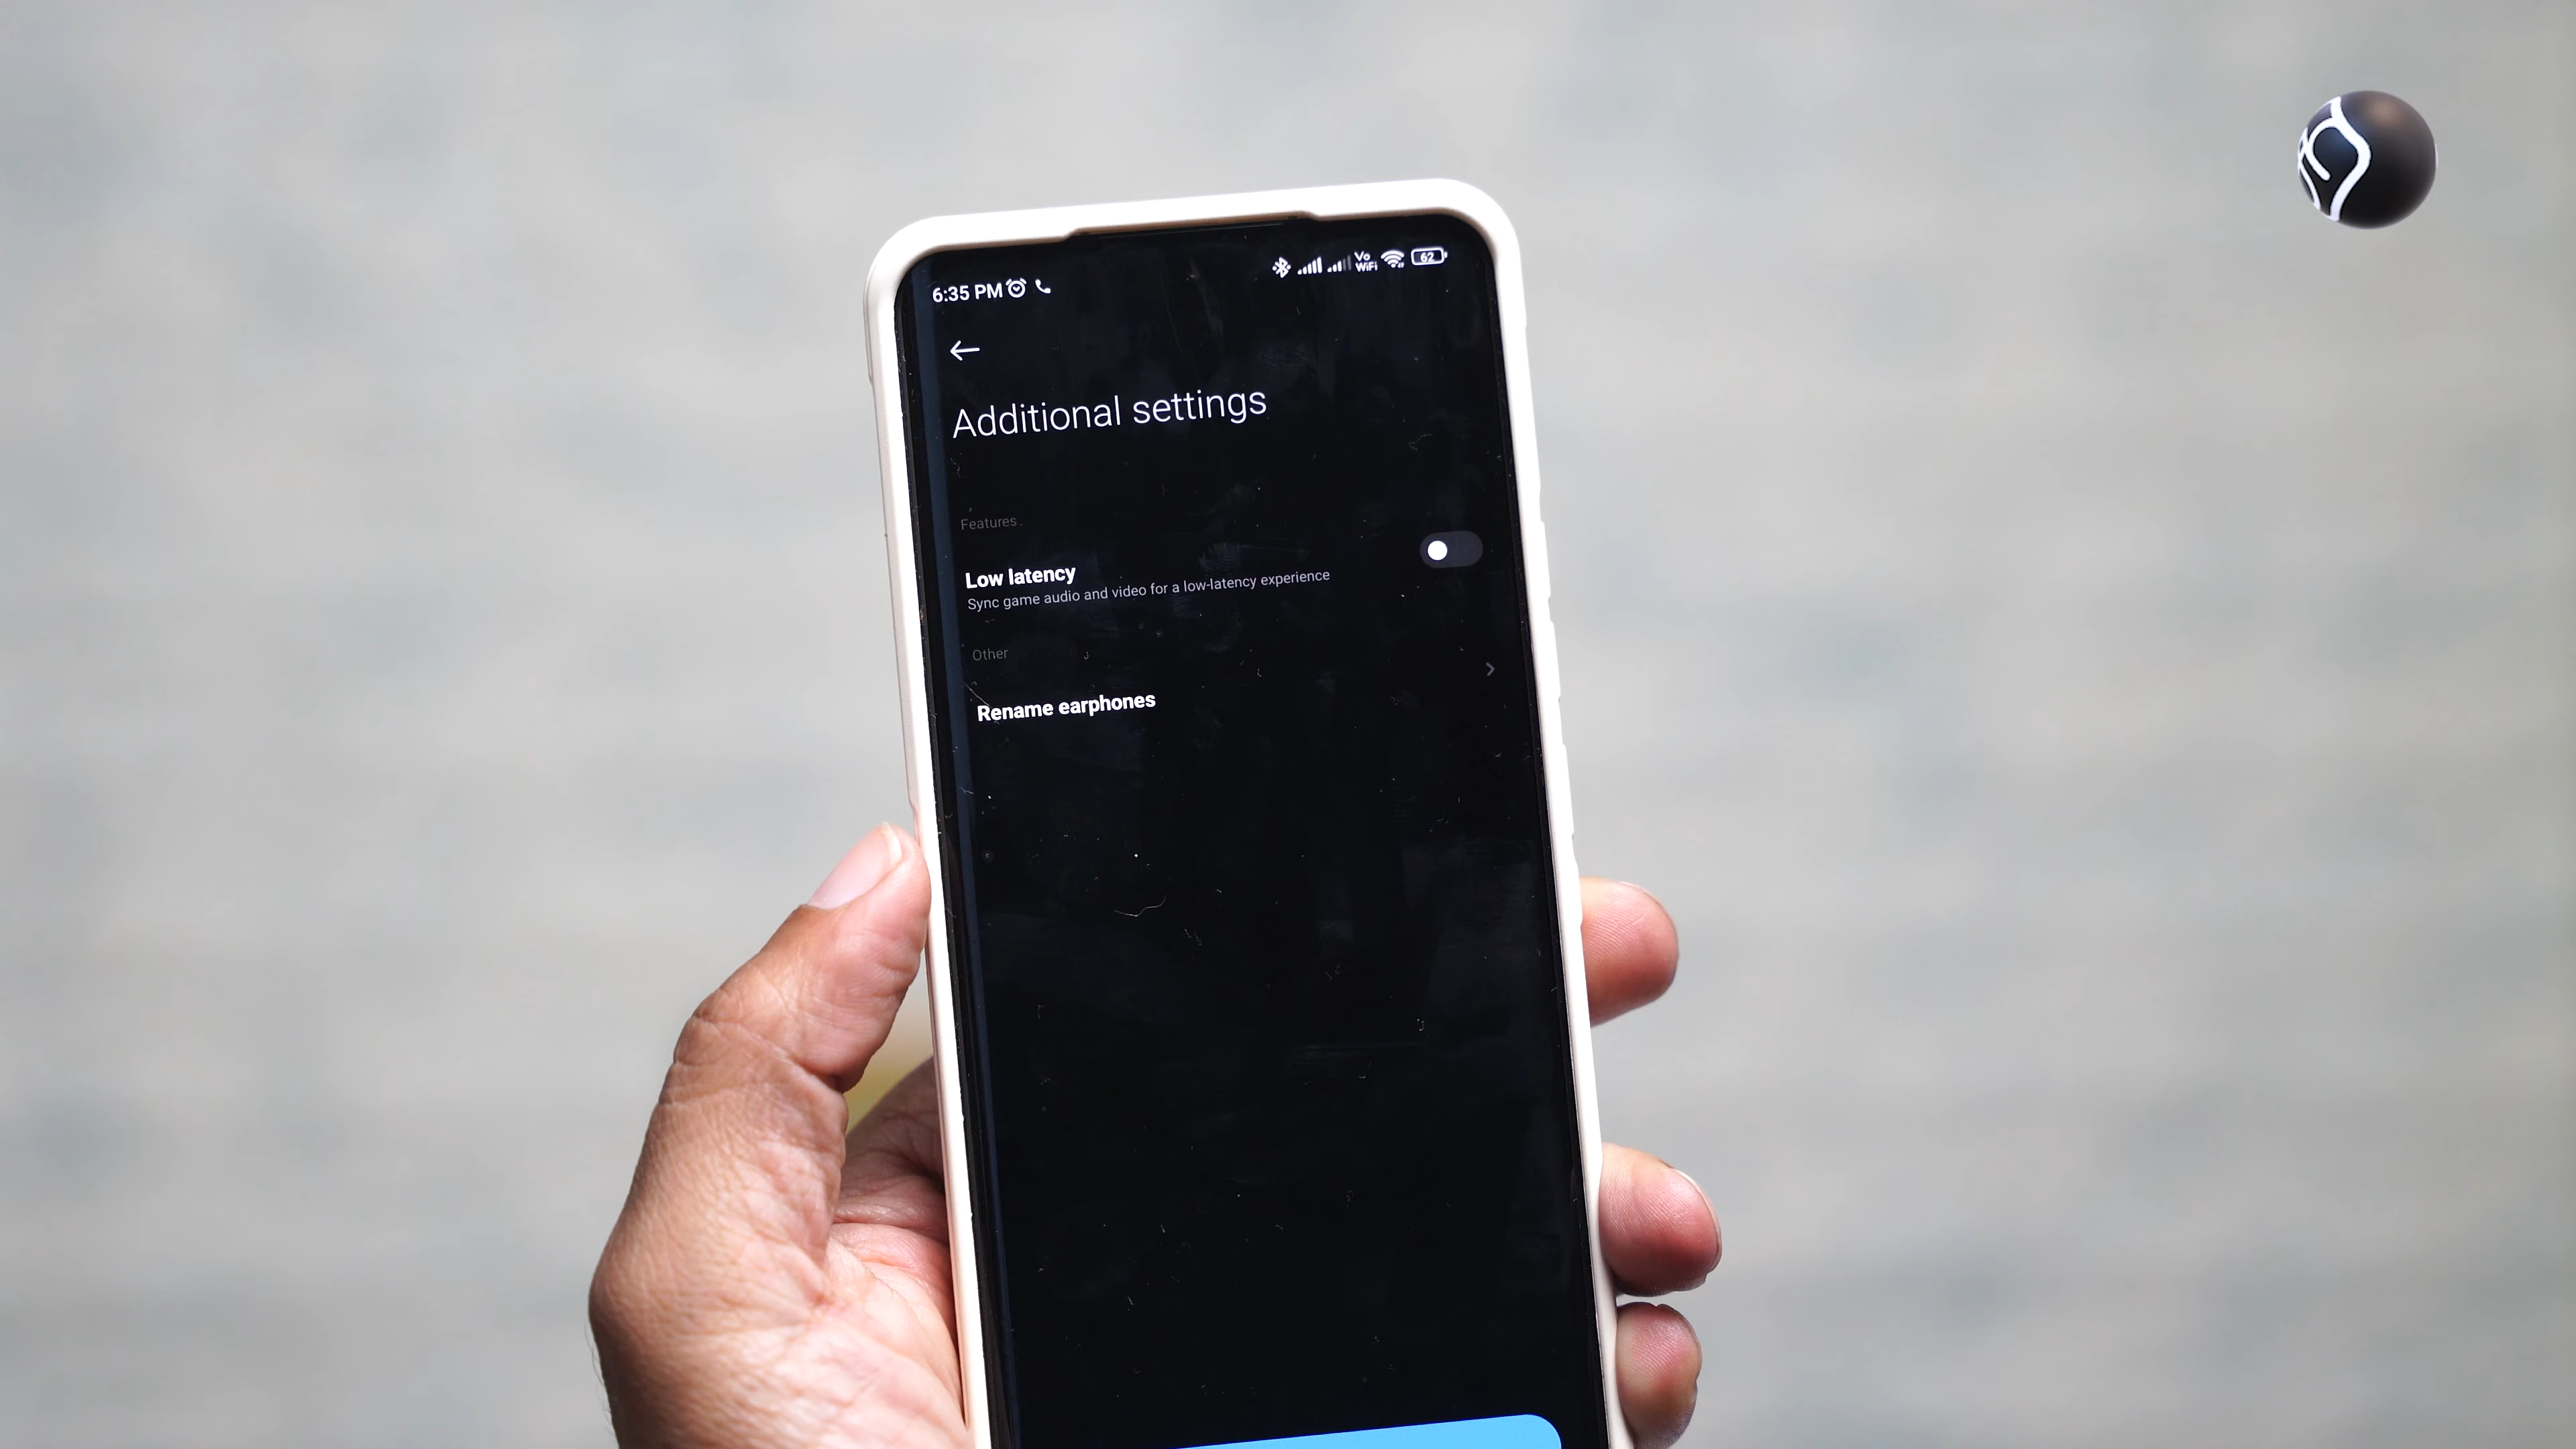 6:35 PM
Vo
WiFi
62
Additional settings
Features
Low latency
Sync game audio and video for a low-latency experience
Other
Rename earphones